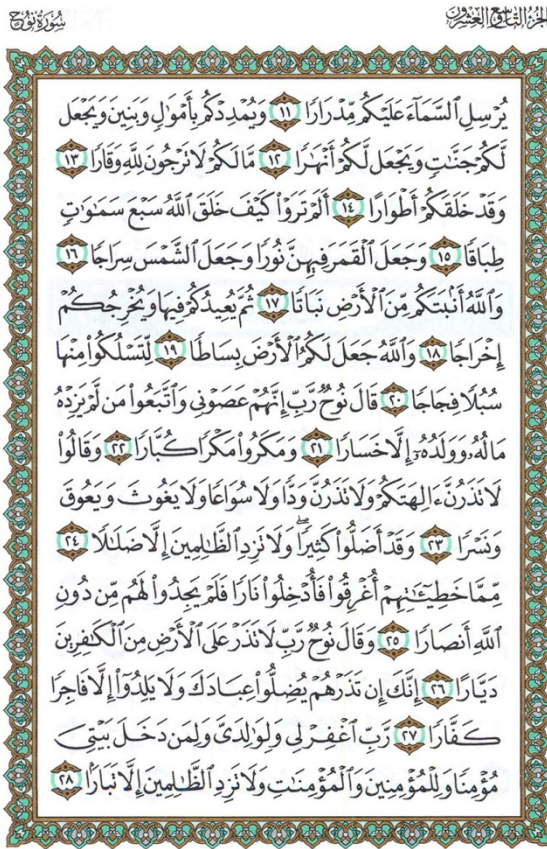 الجزء التاسع والعشرون
سورة نوح
يُرْسِلِ ٱلسَّمَآءَ عَلَيْكُم مِّدْرَارًا ١١ وَيُمْدِدْكُم بِأَمْوَٰلٍ وَبَنِينَ وَيَجْعَل
لَّكُمْ جَنَّٰتٍ وَيَجْعَل لَّكُمْ أَنْهَٰرًا ١٢ مَّا لَكُمْ لَا تَرْجُونَ لِلَّهِ وَقَارًا ١٣
وَقَدْ خَلَقَكُمْ أَطْوَارًا ١٤ أَلَمْ تَرَوْا۟ كَيْفَ خَلَقَ ٱللَّهُ سَبْعَ سَمَٰوَٰتٍ
طِبَاقًا ١٥ وَجَعَلَ ٱلْقَمَرَ فِيهِنَّ نُورًا وَجَعَلَ ٱلشَّمْسَ سِرَاجًا ١٦
وَٱللَّهُ أَنۢبَتَكُم مِّنَ ٱلْأَرْضِ نَبَاتًا ١٧ ثُمَّ يُعِيدُكُمْ فِيهَا وَيُخْرِجُكُمْ
إِخْرَاجًا ١٨ وَٱللَّهُ جَعَلَ لَكُمُ ٱلْأَرْضَ بِسَاطًا ١٩ لِّتَسْلُكُوا۟ مِنْهَا
سُبُلًا فِجَاجًا ٢٠ قَالَ نُوحٌ رَّبِّ إِنَّهُمْ عَصَوْنِى وَٱتَّبَعُوا۟ مَن لَّمْ يَزِدْهُ
مَالُهُۥ وَوَلَدُهُۥٓ إِلَّا خَسَارًا ٢١ وَمَكَرُوا۟ مَكْرًا كُبَّارًا ٢٢ وَقَالُوا۟
لَا تَذَرُنَّ ءَالِهَتَكُمْ وَلَا تَذَرُنَّ وَدًّا وَلَا سُوَاعًا وَلَا يَغُوثَ وَيَعُوقَ
وَنَسْرًا ٢٣ وَقَدْ أَضَلُّوا۟ كَثِيرًا ۖ وَلَا تَزِدِ ٱلظَّٰلِمِينَ إِلَّا ضَلَٰلًا ٢٤
مِّمَّا خَطِيٓـَٰٔتِهِمْ أُغْرِقُوا۟ فَأُدْخِلُوا۟ نَارًا فَلَمْ يَجِدُوا۟ لَهُم مِّن دُونِ
ٱللَّهِ أَنصَارًا ٢٥ وَقَالَ نُوحٌ رَّبِّ لَا تَذَرْ عَلَى ٱلْأَرْضِ مِنَ ٱلْكَٰفِرِينَ
دَيَّارًا ٢٦ إِنَّكَ إِن تَذَرْهُمْ يُضِلُّوا۟ عِبَادَكَ وَلَا يَلِدُوٓا۟ إِلَّا فَاجِرًا
كَفَّارًا ٢٧ رَّبِّ ٱغْفِرْ لِى وَلِوَٰلِدَىَّ وَلِمَن دَخَلَ بَيْتِىَ
مُؤْمِنًا وَلِلْمُؤْمِنِينَ وَٱلْمُؤْمِنَٰتِ وَلَا تَزِدِ ٱلظَّٰلِمِينَ إِلَّا تَبَارًۢا ٢٨